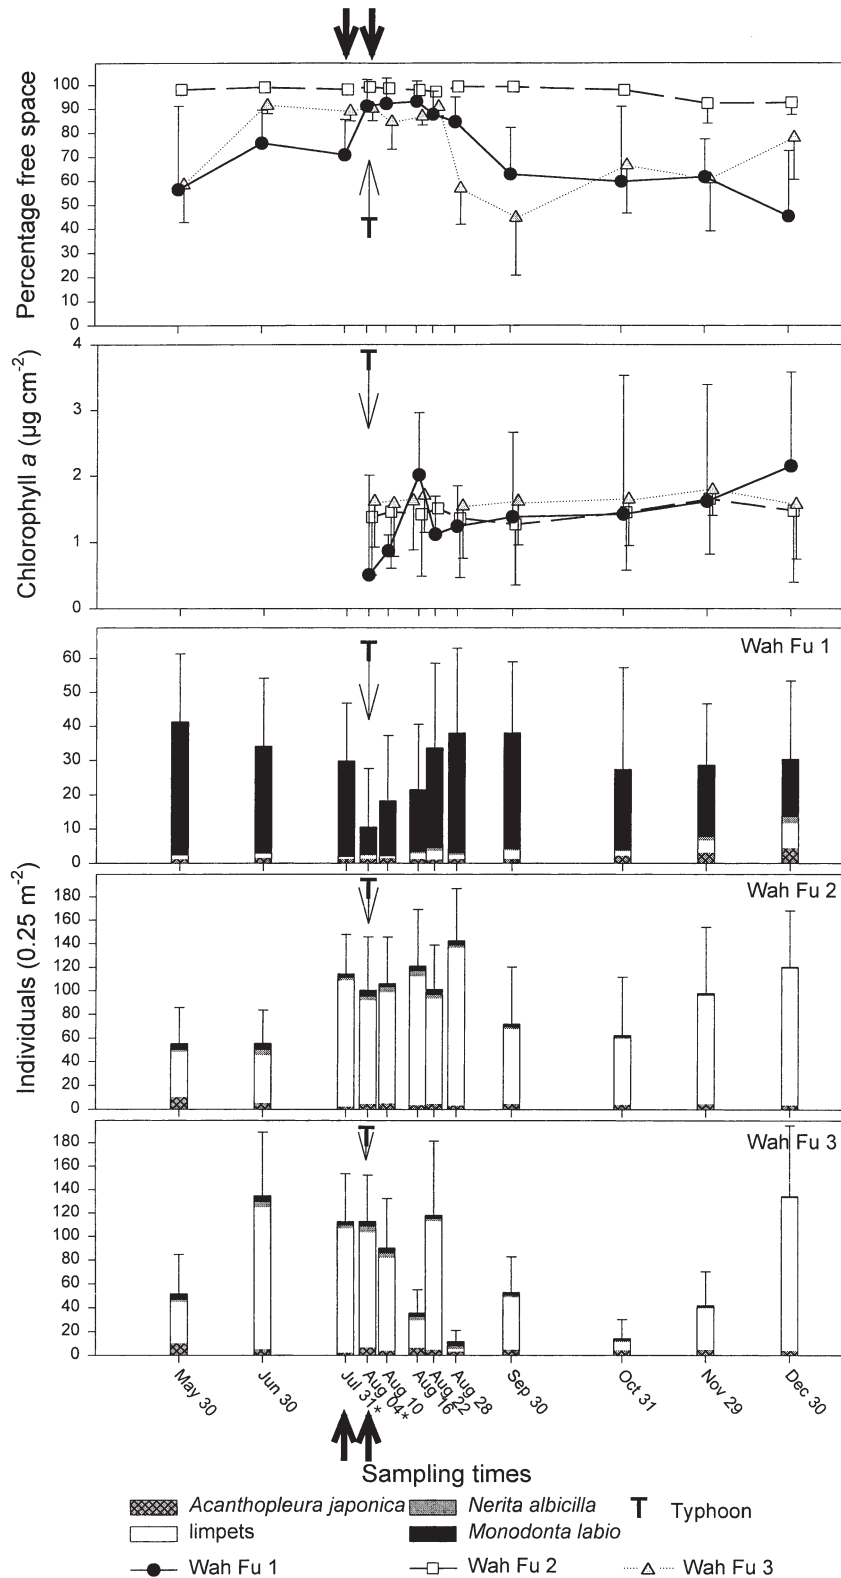 Percentage free space
100
90
80
70
60
50
40
30
20
10
0
T
Chlorophyll a (µg cm-2)
4
3
2
1
0
T
Individuals (0.25 m-2)
Wah Fu 1
60
50
40
30
20
10
0
T
Wah Fu 2
180
160
140
120
100
80
60
40
20
0
T
Wah Fu 3
180
160
140
120
100
80
60
40
20
0
T
May 30
Jun 30
Jul 31*
Aug 04*
Aug 10
Aug 16
Aug 22
Aug 28
Sep 30
Oct 31
Nov 29
Dec 30
Sampling times
Acanthopleura japonica Nerita albicilla T Typhoon
limpets Monodonta labio
Wah Fu 1 Wah Fu 2 Wah Fu 3